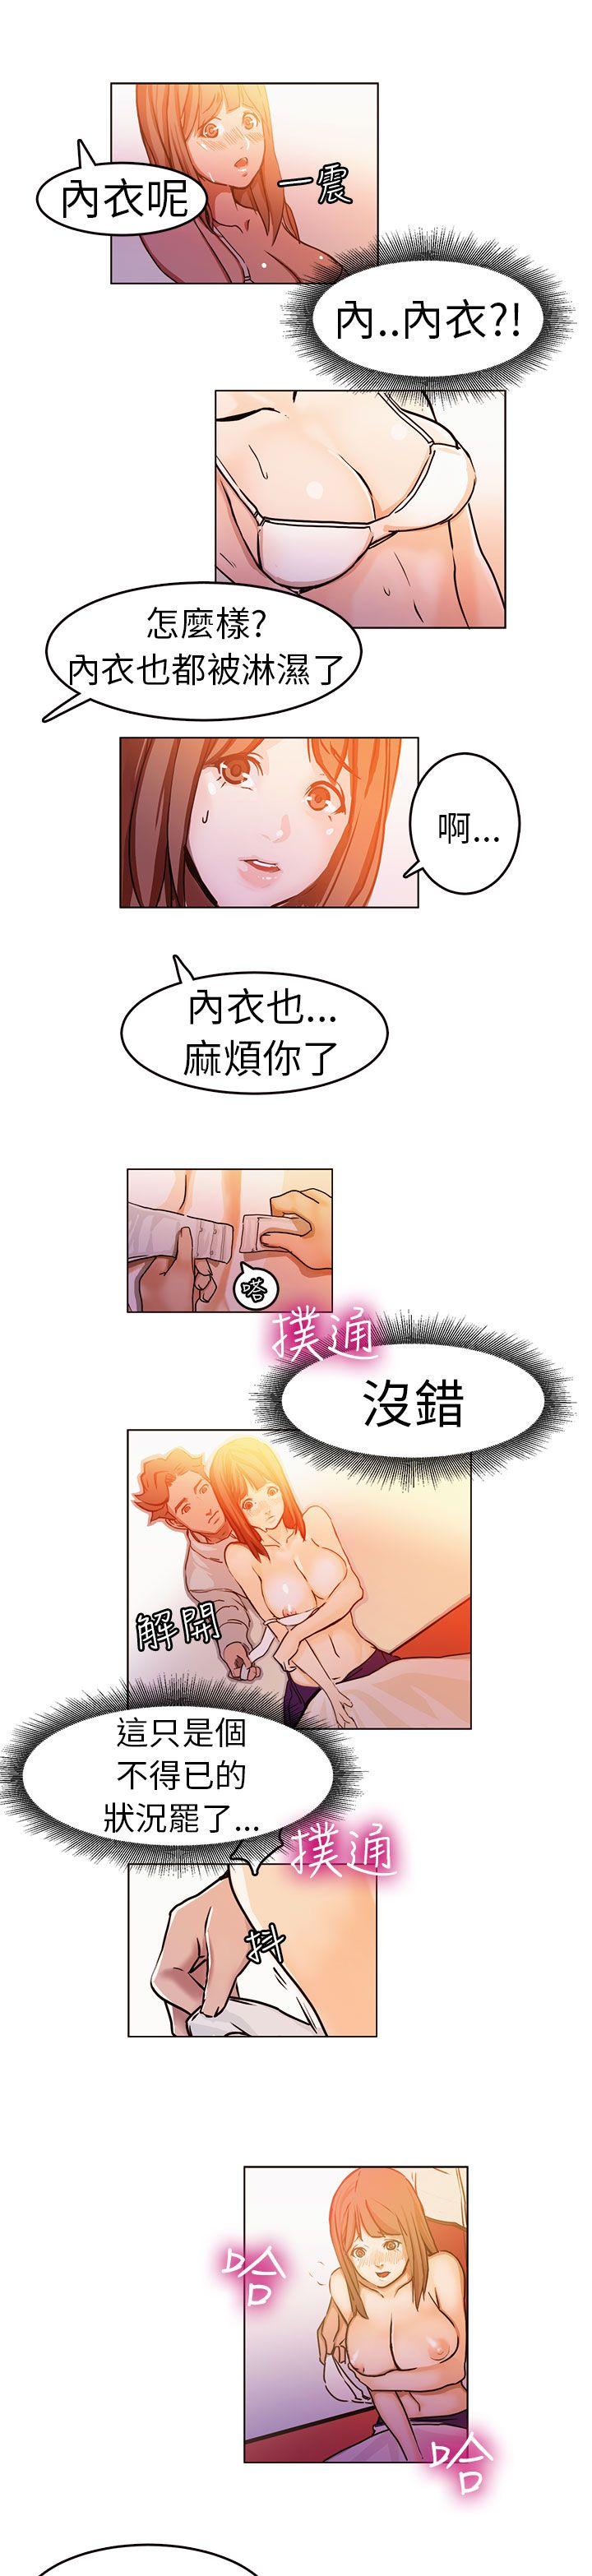 內衣呢
一震
內..內衣?!
怎麼樣?
內衣也都被淋濕了
啊...
內衣也...
麻煩你了
嗒
撲通
沒錯
解開
這只是個
不得已的
狀況罷了...
撲通
抖
哈
哈